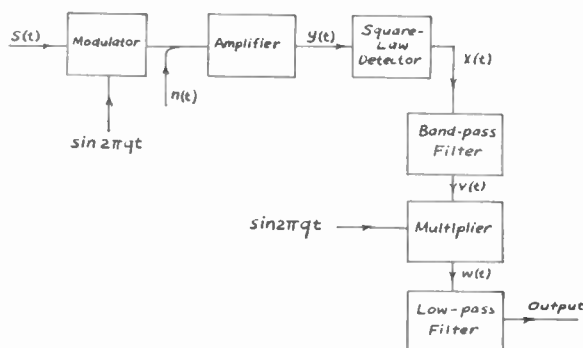 S(t)
Modulator
Amplifier
y(t)
Square-
Law
Detector
X(t)
n(t)
sin 2πqt
Band-pass
Filter
v(t)
sin2πqt
Multiplier
w(t)
Low-pass
Filter
Output